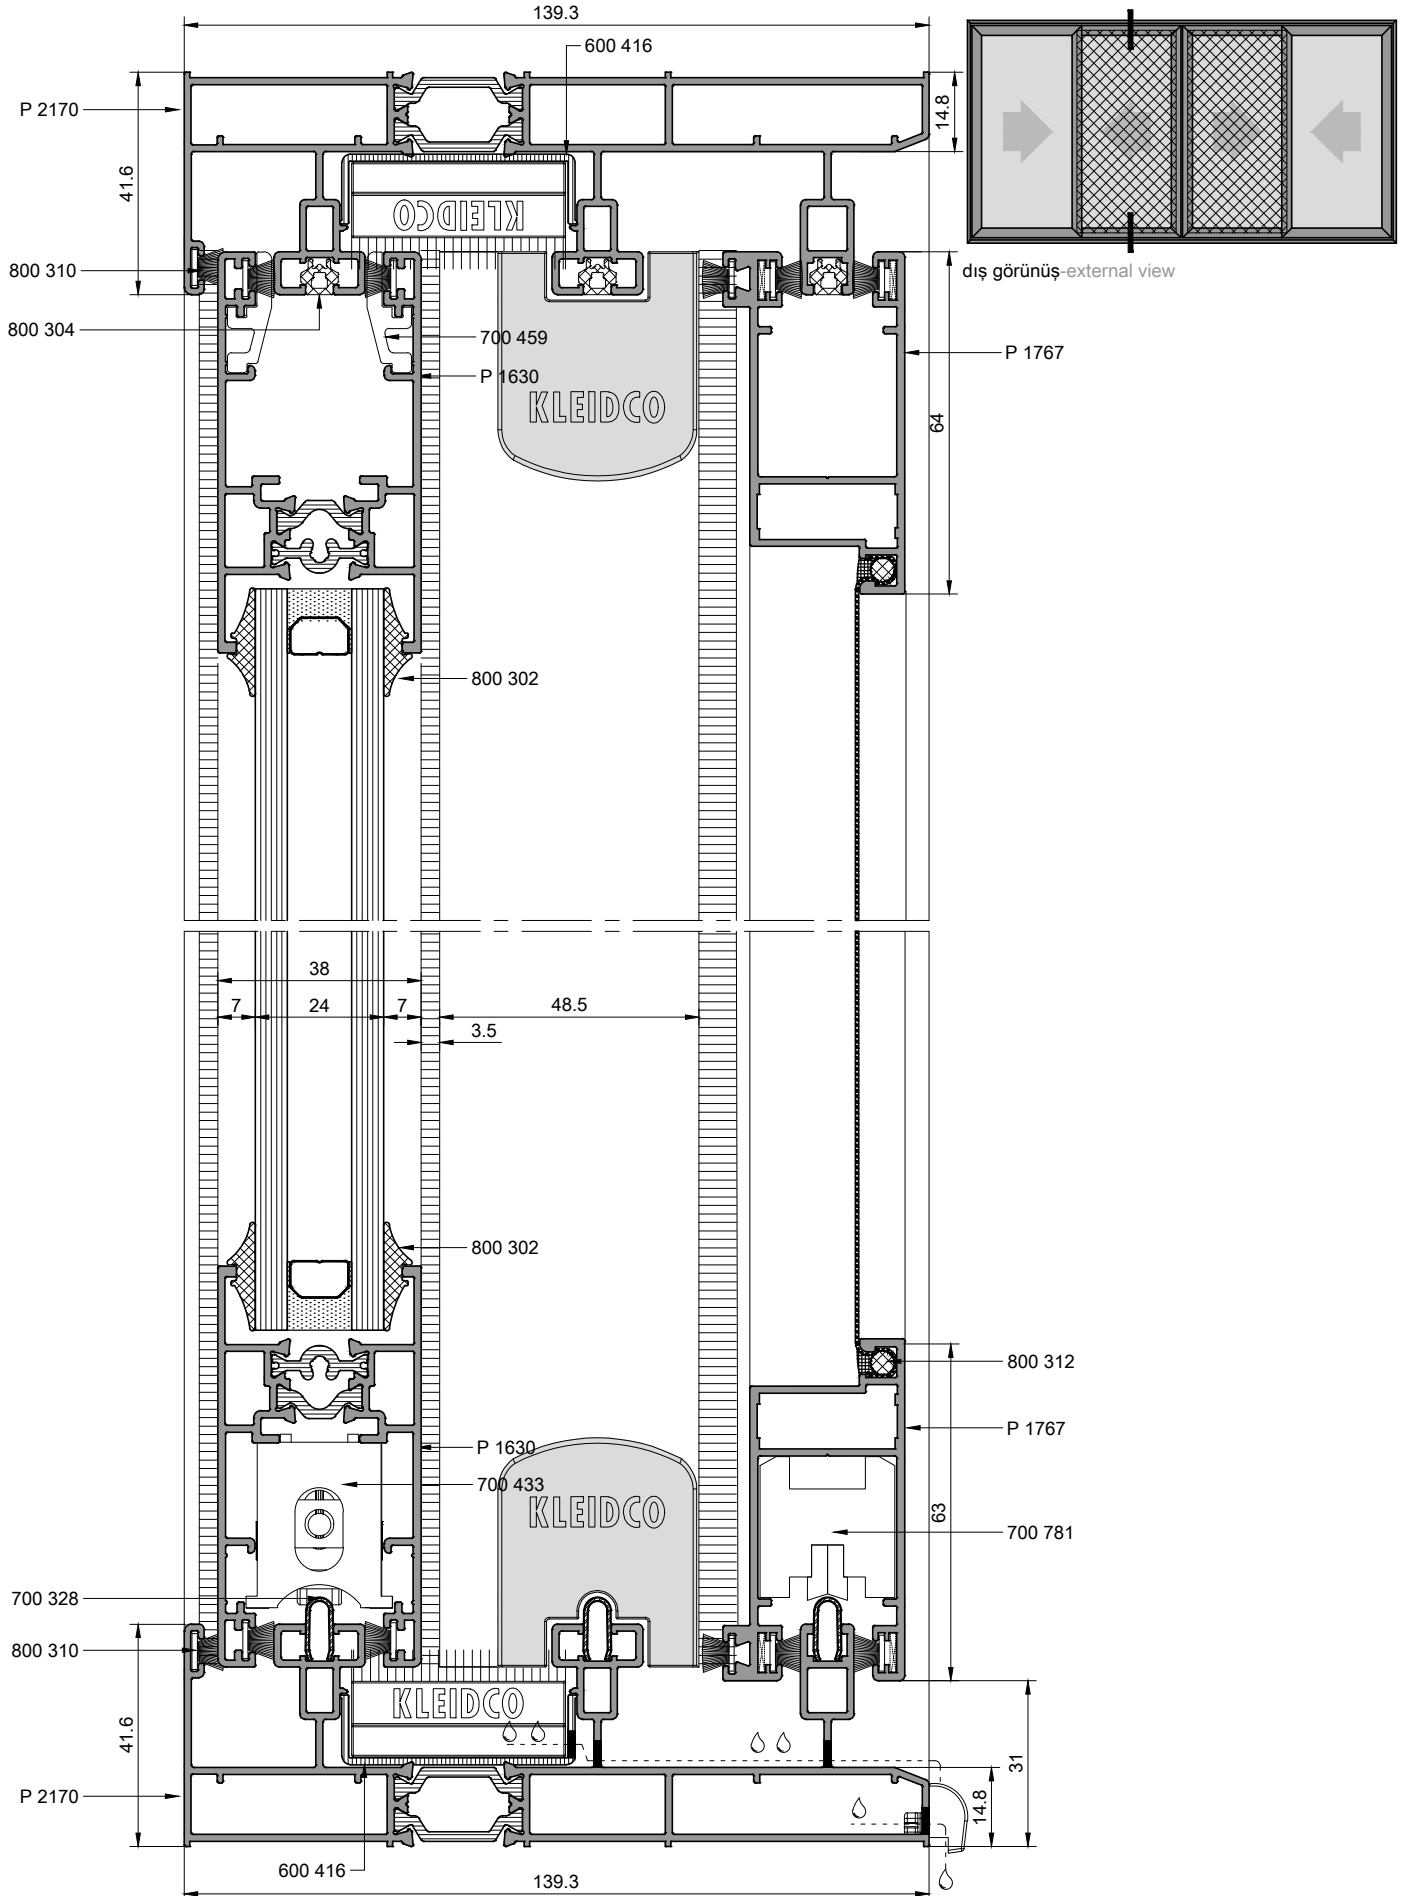 139.3
600 416
P 2170
14.8
41.6
KLEIDCO
800 310
dış görünüş-external view
800 304
700 459
P 1767
P 1630
KLEIDCO
64
800 302
38
7
24
7
48.5
3.5
800 302
800 312
P 1767
P 1630
700 433
KLEIDCO
63
700 781
700 328
800 310
KLEIDCO
41.6
31
P 2170
14.8
600 416
139.3